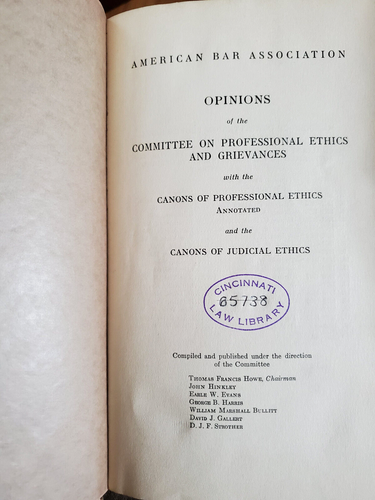 AMERICAN BAR ASSOCIATION
OPINIONS
of the
COMMITTEE ON PROFESSIONAL ETHICS
AND GRIEVANCES
with the
CANONS OF PROFESSIONAL ETHICS
ANNOTATED
and the
CANONS OF JUDICIAL ETHICS
CINCINNATI
65738
LAW LIBRARY
Compiled and published under the direction
of the Committee
THOMAS FRANCIS HOWE, Chairman
JOHN HINKLEY
EARLE W. EVANS
GEORGE B. HARRIS
WILLIAM MARSHALL BULLITT
DAVID J. GALLERT
D. J. F. STROTHER